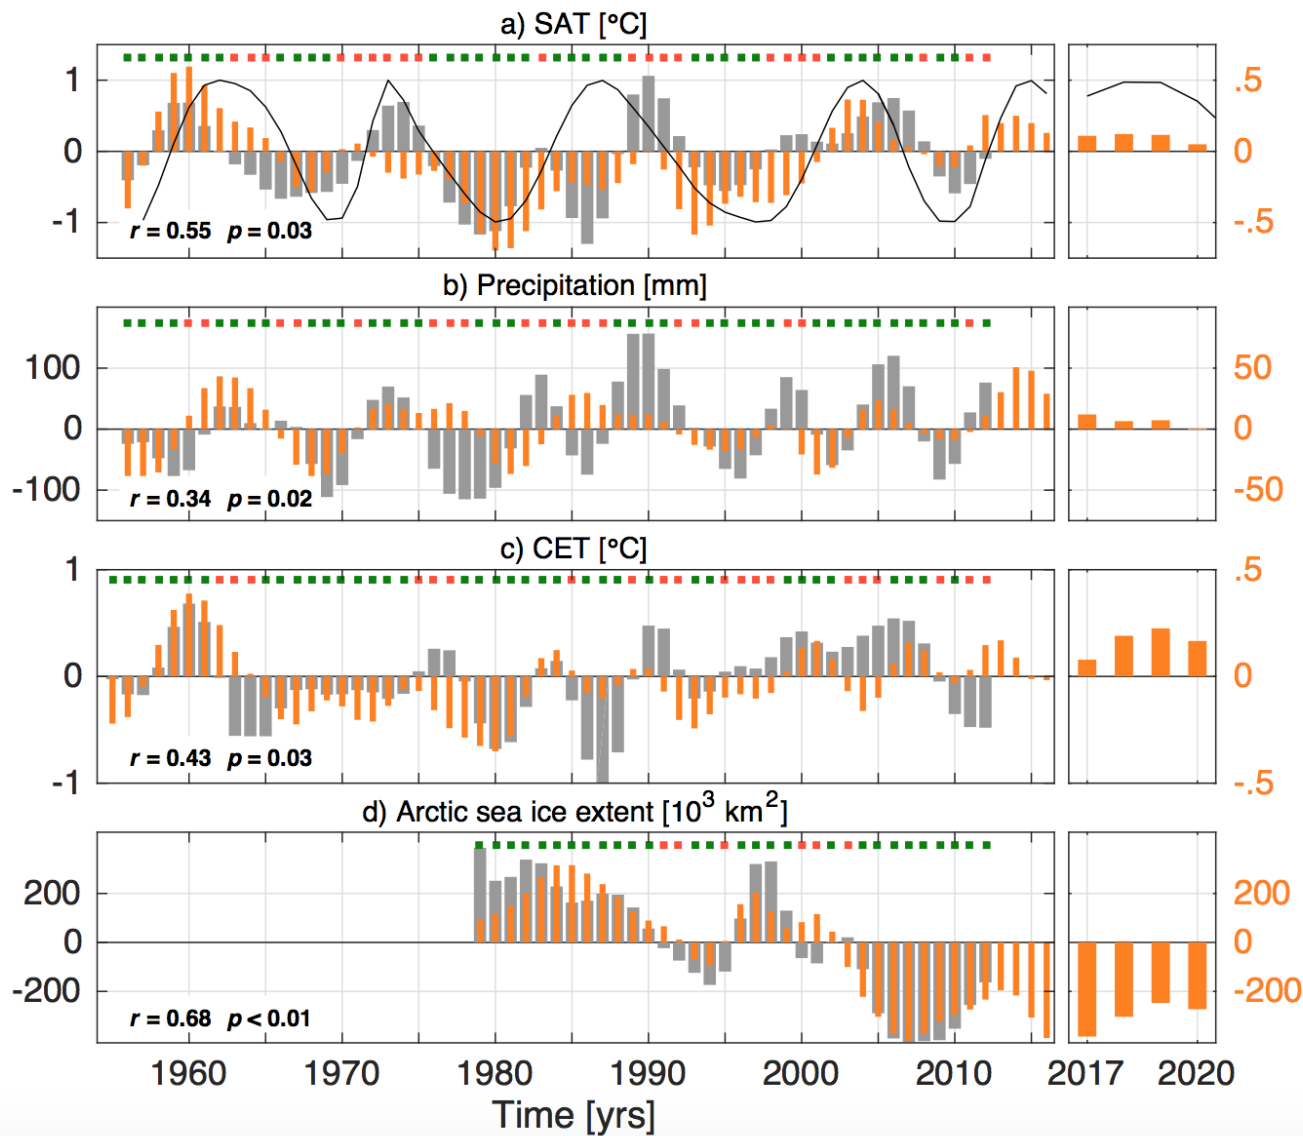 a) SAT [°C]
1
0
-1
.5
0
-.5
r = 0.55 p = 0.03
b) Precipitation [mm]
100
0
-100
50
0
-50
r = 0.34 p = 0.02
c) CET [°C]
1
0
-1
.5
0
-.5
r = 0.43 p = 0.03
d) Arctic sea ice extent [10³ km²]
200
0
-200
200
0
-200
r = 0.68 p < 0.01
1960 1970 1980 1990 2000 2010 2017 2020
Time [yrs]